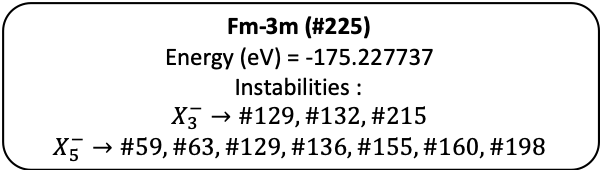 Fm-3m (#225)
Energy (eV) = -175.227737
Instabilities :
X₃⁻ → #129, #132, #215
X₅⁻ → #59, #63, #129, #136, #155, #160, #198